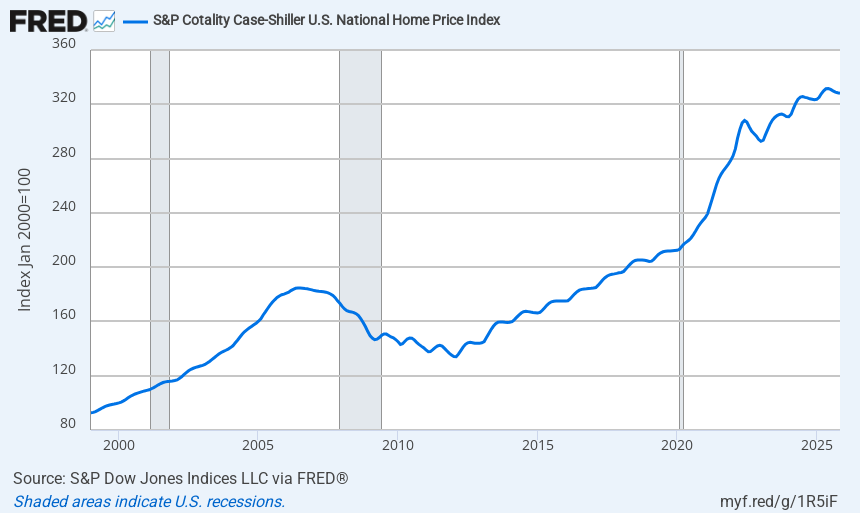 FRED S&P Cotality Case-Shiller U.S. National Home Price Index
360
320
280
240
200
160
120
80
Index Jan 2000=100
2000 2005 2010 2015 2020 2025
Source: S&P Dow Jones Indices LLC via FRED®
Shaded areas indicate U.S. recessions. myf.red/g/1R5iF